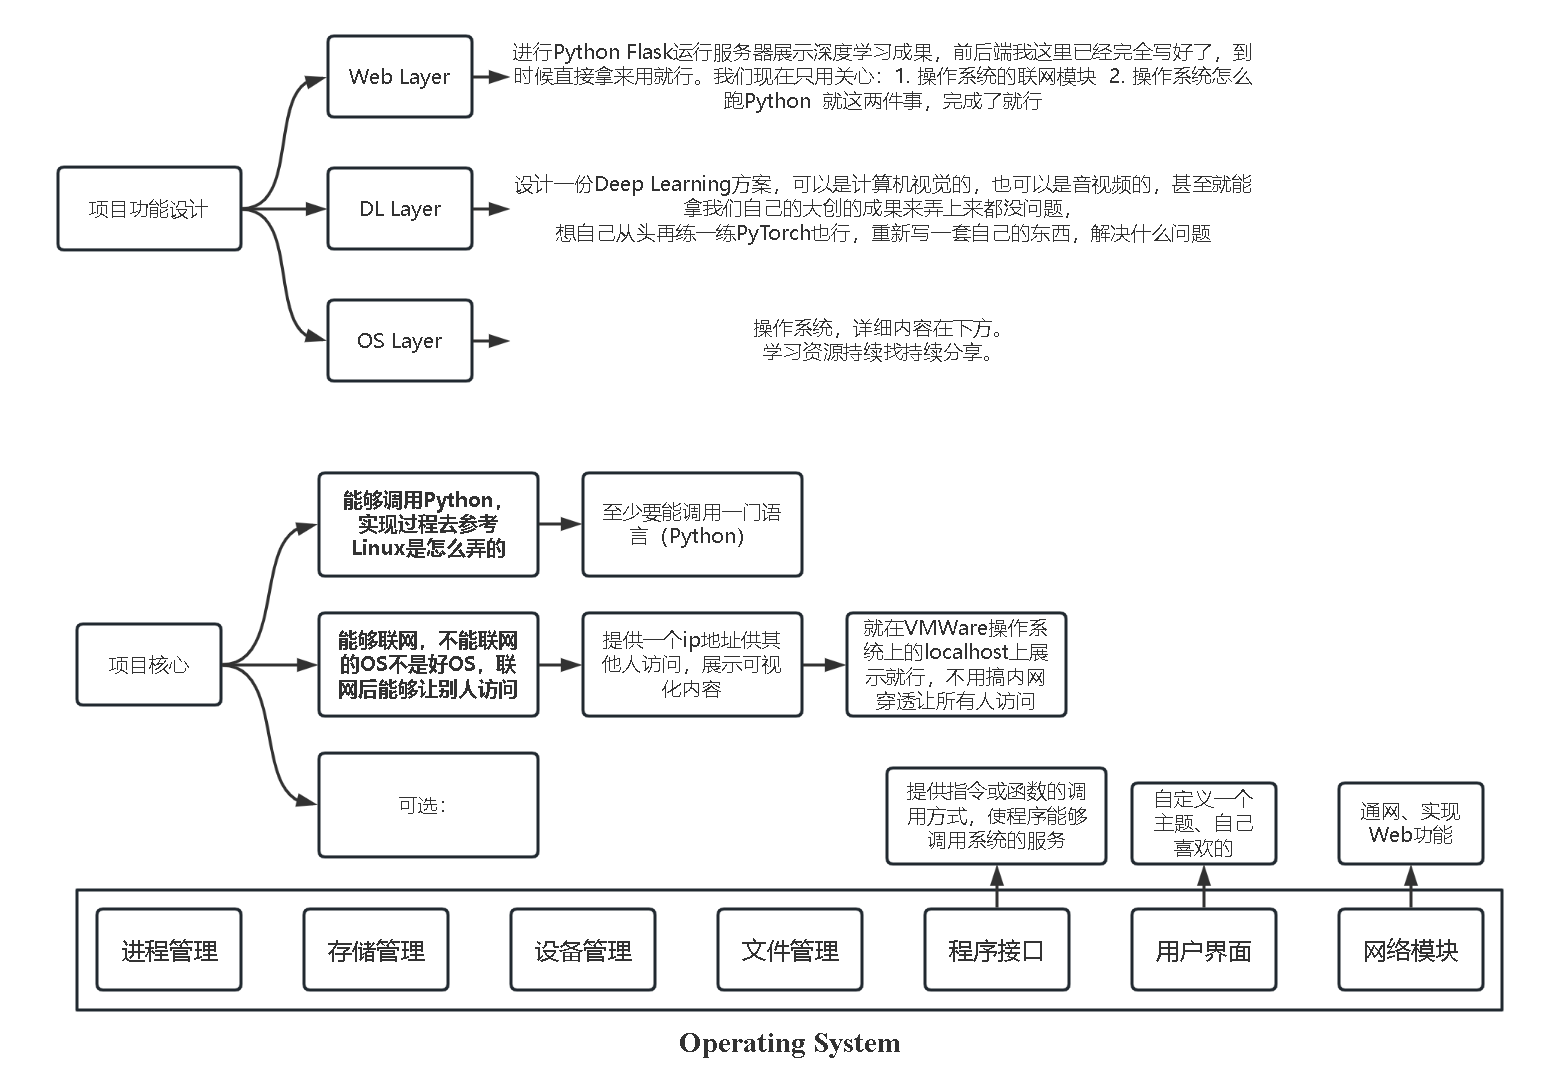 Web Layer
进行Python Flask运行服务器展示深度学习成果，前后端我这里已经完全写好了，到
时候直接拿来用就行。我们现在只用关心：1. 操作系统的联网模块  2. 操作系统怎么
跑Python  就这两件事，完成了就行
项目功能设计
DL Layer
设计一份Deep Learning方案，可以是计算机视觉的，也可以是音视频的，甚至就能
拿我们自己的大创的成果来弄上来都没问题，
想自己从头再练一练PyTorch也行，重新写一套自己的东西，解决什么问题
OS Layer
操作系统，详细内容在下方。
学习资源持续找持续分享。
能够调用Python，
实现过程去参考
Linux是怎么弄的
至少要能调用一门语
言（Python）
项目核心
能够联网，不能联网
的OS不是好OS，联
网后能够让别人访问
提供一个ip地址供其
他人访问，展示可视
化内容
就在VMWare操作系
统上的localhost上展
示就行，不用搞内网
穿透让所有人访问
可选：
提供指令或函数的调
用方式，使程序能够
调用系统的服务
自定义一个
主题、自己
喜欢的
通网、实现
Web功能
进程管理
存储管理
设备管理
文件管理
程序接口
用户界面
网络模块
Operating System